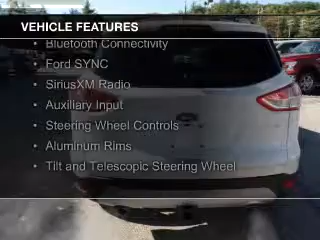 VEHICLE FEATURES
• Bluetooth Connectivity
• Ford SYNC
• SiriusXM Radio
• Auxiliary Input
• Steering Wheel Controls
• Aluminum Rims
• Tilt and Telescopic Steering Wheel